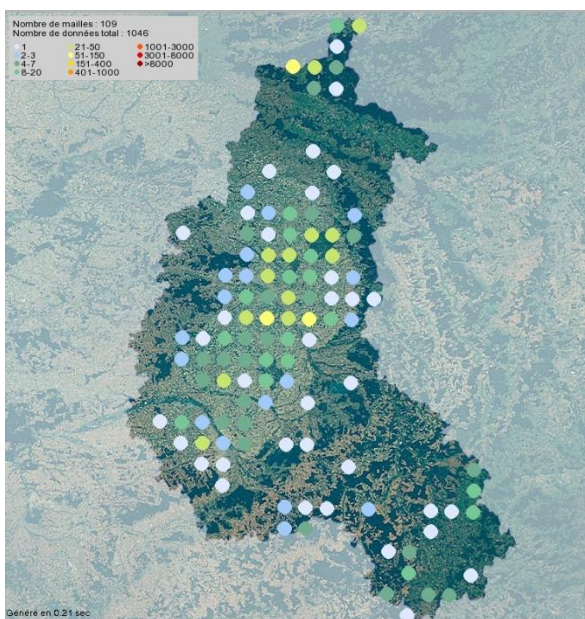 Nombre de mailles : 109
Nombre de données total : 1046
1 21-50 1001-3000
2-3 51-150 3001-8000
4-7 151-400 >8000
8-20 401-1000
Généré en 0.21 sec